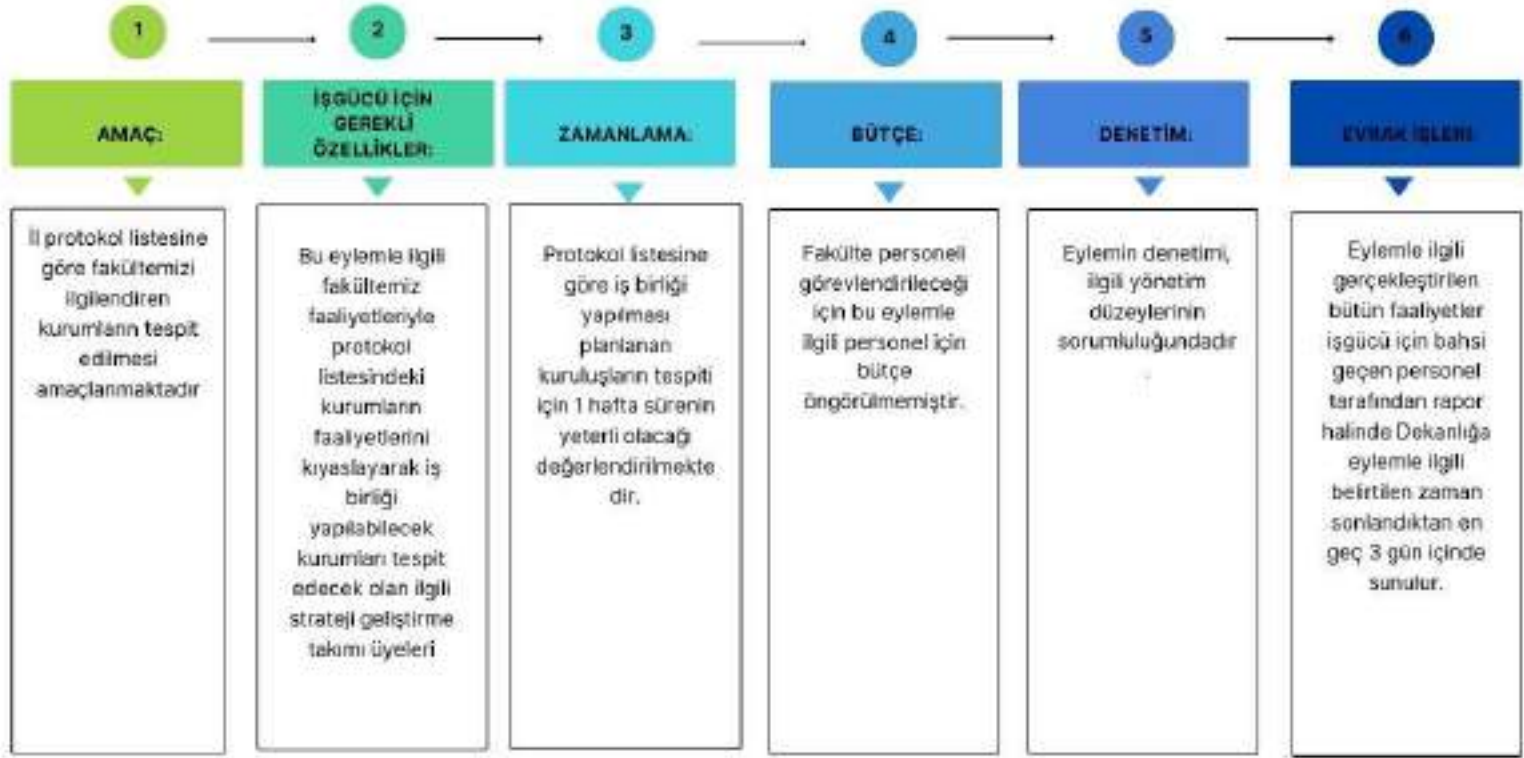 1
2
3
4
5
6
AMAÇ:
İŞGÜCÜ İÇİN
GEREKLİ
ÖZELLİKLER:
ZAMANLAMA:
BÜTÇE:
DENETİM:
EVRAK İŞLERİ:
İl protokol listesine
göre fakültemizi
ilgilendiren
kurumların tespit
edilmesi
amaçlanmaktadır
Bu eylemle ilgili
fakültemiz
faaliyetleriyle
protokol
listesindeki
kurumların
faaliyetlerini
kıyaslayarak iş
birliği
yapılabilecek
kurumları tespit
edecek olan ilgili
strateji geliştirme
takımı üyeleri
Protokol listesine
göre iş birliği
yapılması
planlanan
kuruluşların tespiti
için 1 hafta sürenin
yeterli olacağı
değerlendirilmekte
dir.
Fakülte personeli
görevlendirileceği
için bu eylemle
ilgili personel için
bütçe
öngörülmemiştir.
Eylemin denetimi,
ilgili yönetim
düzeylerinin
sorumluluğundadır
.
Eylemle ilgili
gerçekleştirilen
bütün faaliyetler
işgücü için bahsi
geçen personel
tarafından rapor
halinde Dekanlığa
eylemle ilgili
belirtilen zaman
sonlandıktan en
geç 3 gün içinde
sunulur.